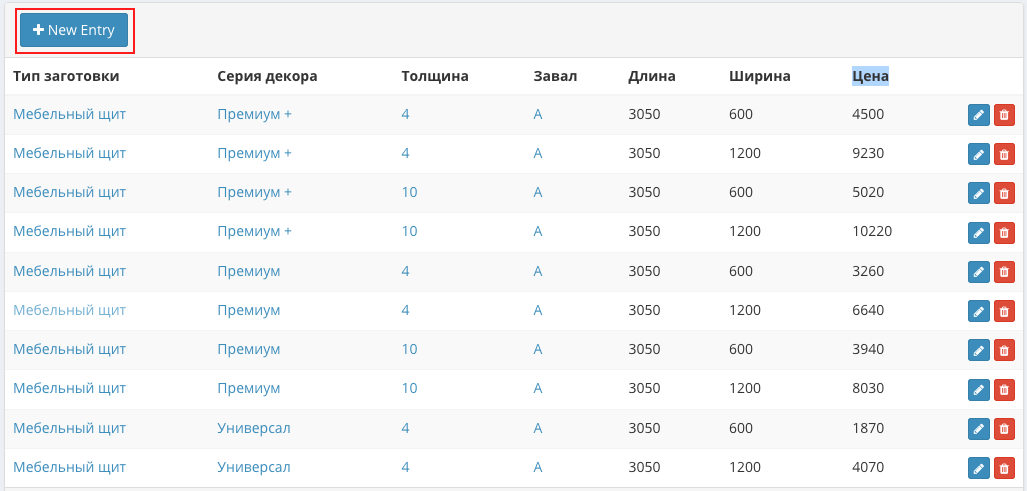 New Entry
Тип заготовки Серия декора Толщина Завал Длина Ширина Цена
Мебельный щит Премиум + 4 А 3050 600 4500
Мебельный щит Премиум + 4 А 3050 1200 9230
Мебельный щит Премиум + 10 А 3050 600 5020
Мебельный щит Премиум + 10 А 3050 1200 10220
Мебельный щит Премиум 4 А 3050 600 3260
Мебельный щит Премиум 4 А 3050 1200 6640
Мебельный щит Премиум 10 А 3050 600 3940
Мебельный щит Премиум 10 А 3050 1200 8030
Мебельный щит Универсал 4 А 3050 600 1870
Мебельный щит Универсал 4 А 3050 1200 4070